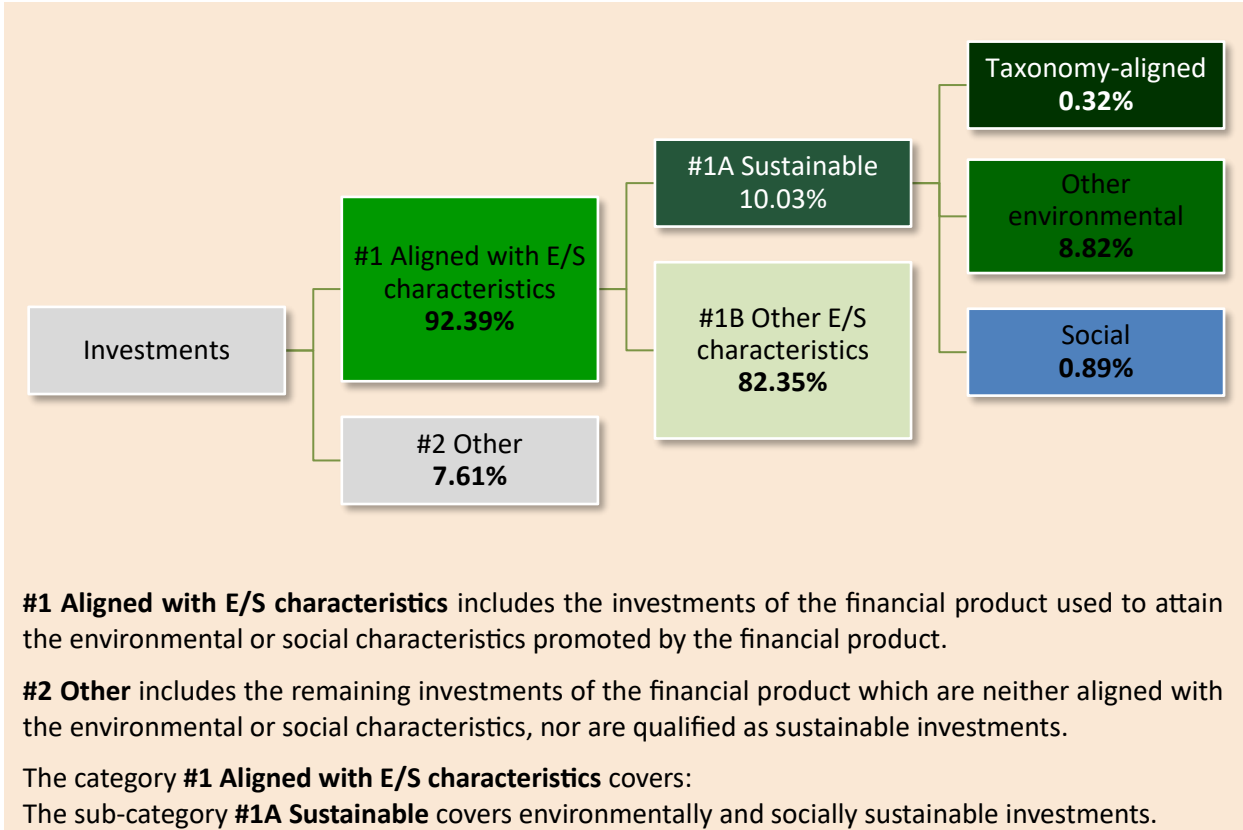 Investments
#1 Aligned with E/S
characteristics
92.39%
#2 Other
7.61%
#1A Sustainable
10.03%
#1B Other E/S
characteristics
82.35%
Taxonomy-aligned
0.32%
Other
environmental
8.82%
Social
0.89%
#1 Aligned with E/S characteristics includes the investments of the financial product used to attain
the environmental or social characteristics promoted by the financial product.
#2 Other includes the remaining investments of the financial product which are neither aligned with
the environmental or social characteristics, nor are qualified as sustainable investments.
The category #1 Aligned with E/S characteristics covers:
The sub-category #1A Sustainable covers environmentally and socially sustainable investments.